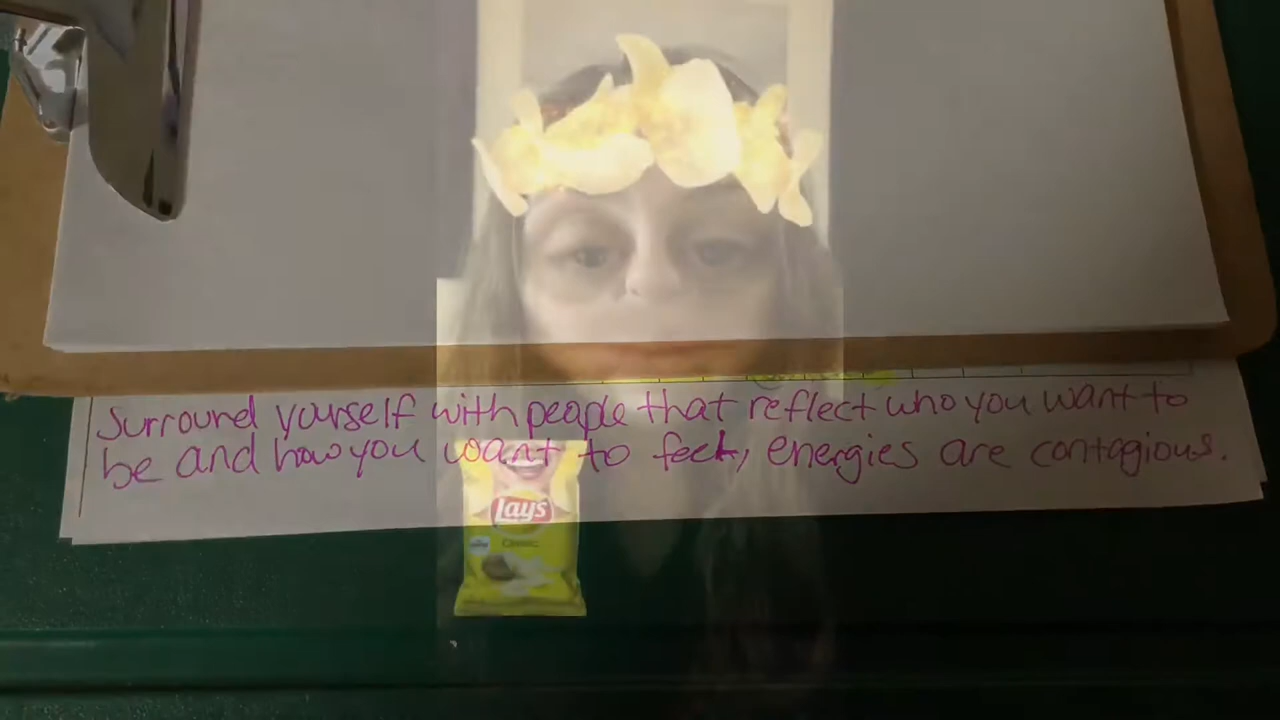 Surround yourself with people that reflect who you want to
be and how you want to feel, energies are contagious.
Lay's
Classic